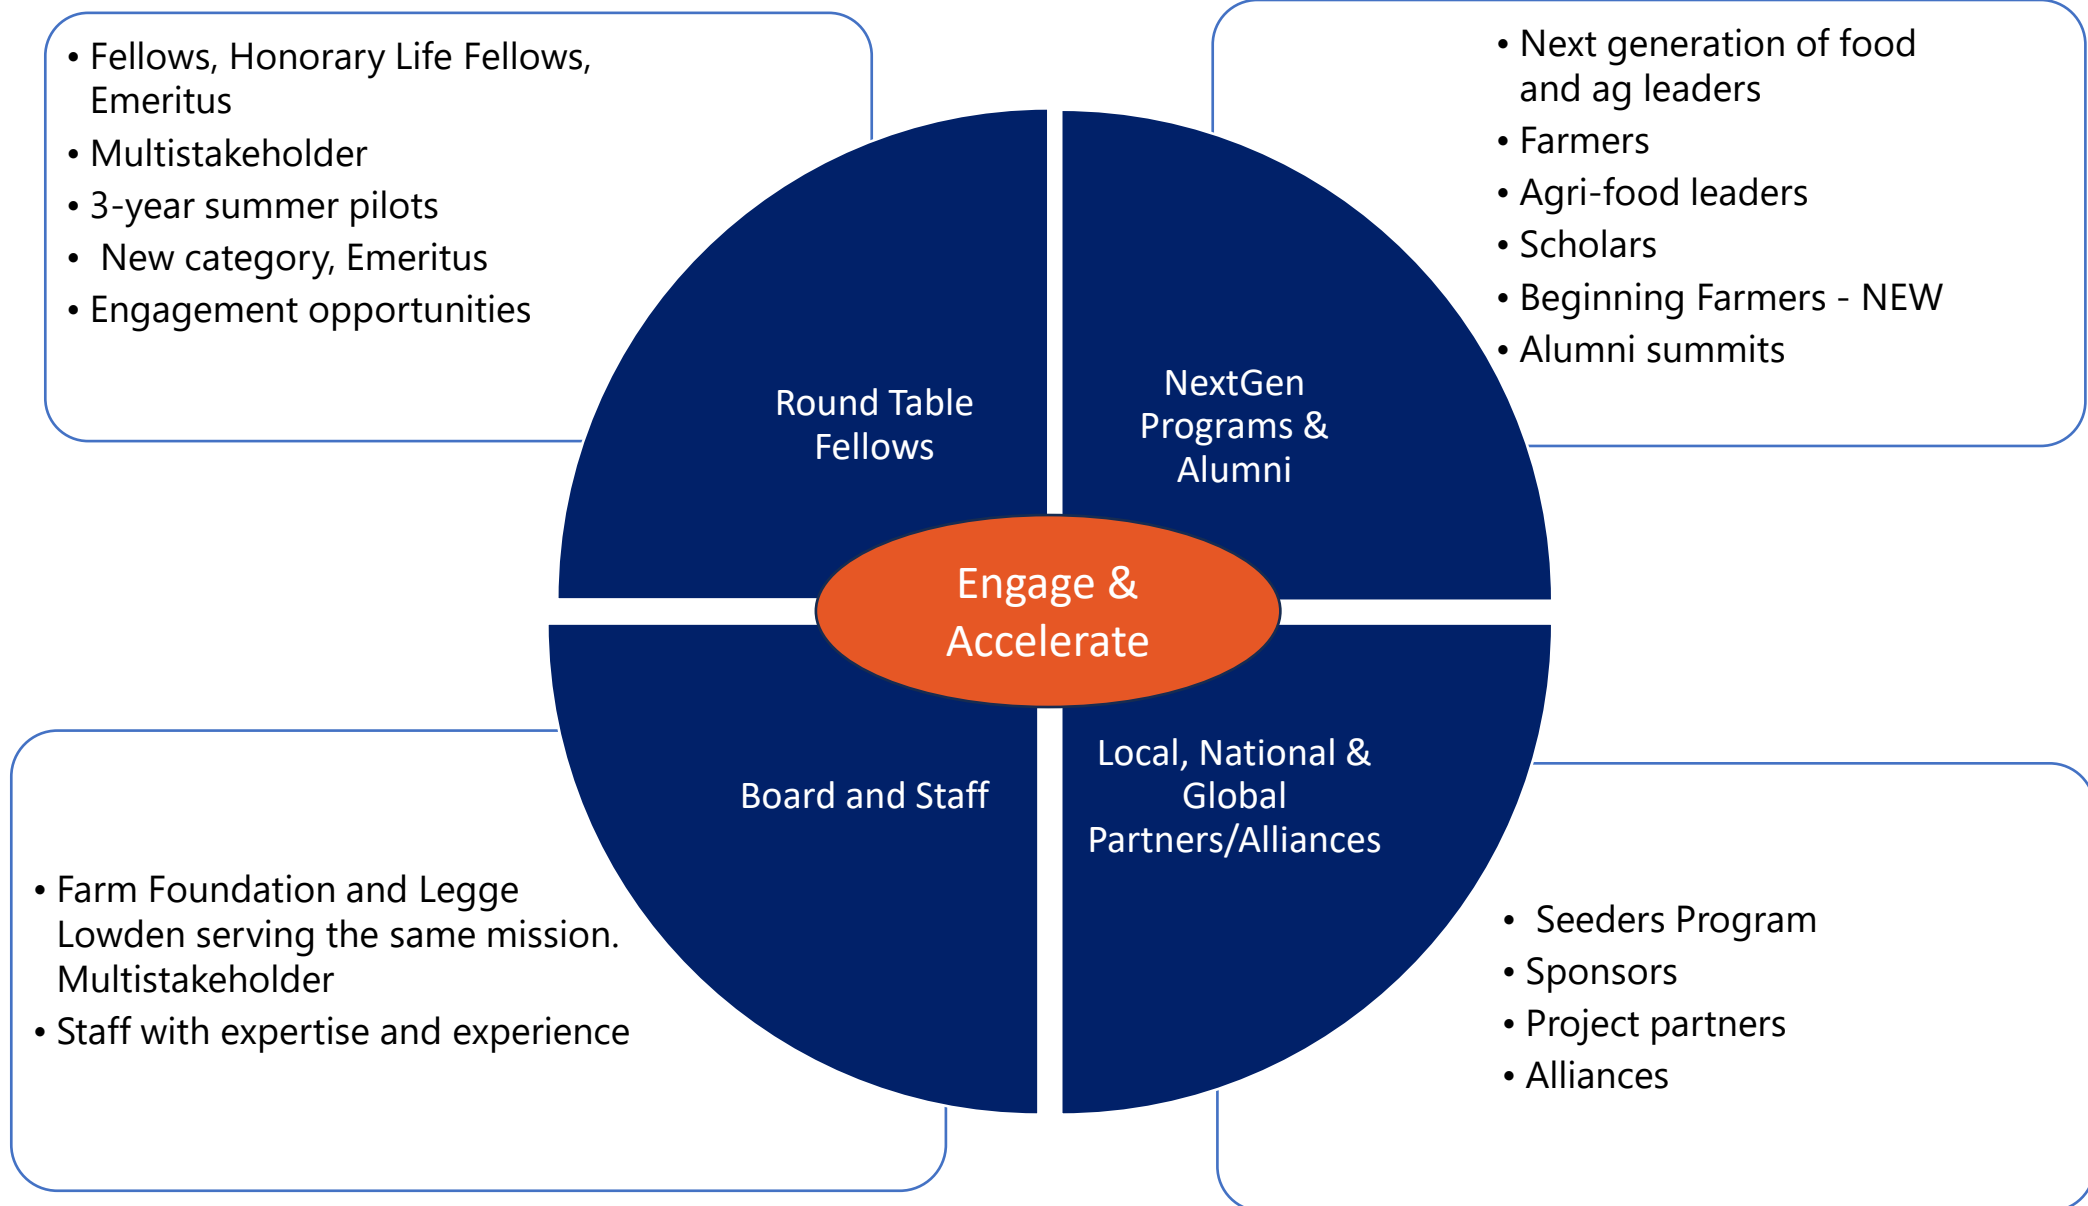 • Fellows, Honorary Life Fellows,
Emeritus
• Multistakeholder
• 3-year summer pilots
• New category, Emeritus
• Engagement opportunities
• Next generation of food
and ag leaders
• Farmers
• Agri-food leaders
• Scholars
• Beginning Farmers - NEW
• Alumni summits
Round Table
Fellows
NextGen
Programs &
Alumni
Engage &
Accelerate
Board and Staff
Local, National &
Global
Partners/Alliances
• Farm Foundation and Legge
Lowden serving the same mission.
Multistakeholder
• Staff with expertise and experience
• Seeders Program
• Sponsors
• Project partners
• Alliances